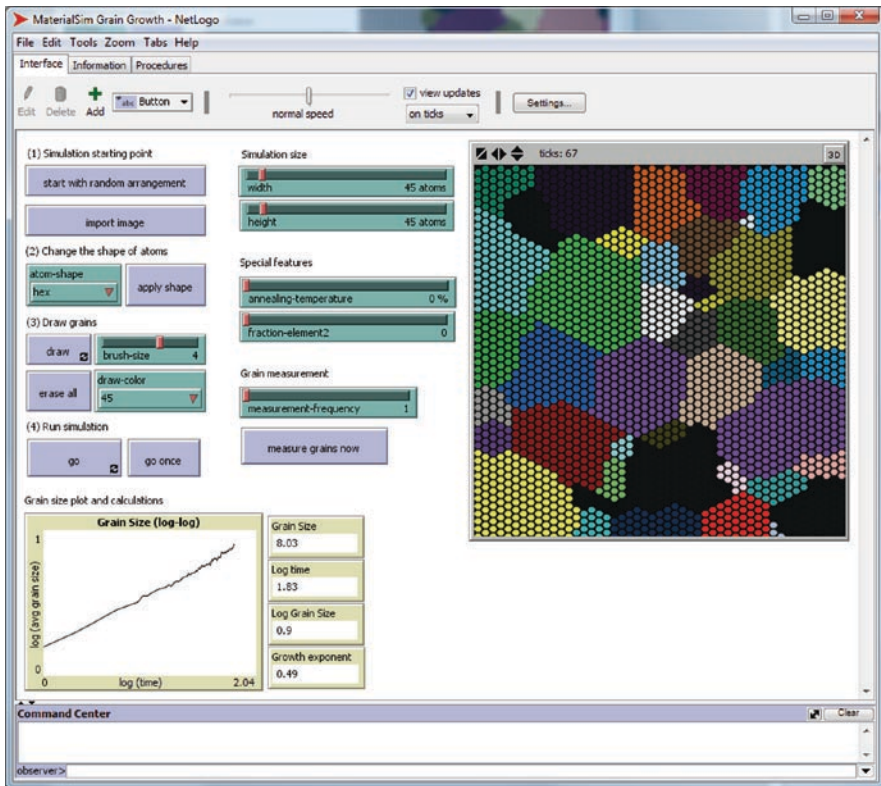 MaterialSim Grain Growth - NetLogo
File Edit Tools Zoom Tabs Help
Interface Information Procedures
Edit Delete Add abc Button normal speed view updates on ticks Settings...
(1) Simulation starting point
start with random arrangement
import image
(2) Change the shape of atoms
atom-shape
hex
apply shape
(3) Draw grains
draw
brush-size 4
erase all
draw-color
45
(4) Run simulation
go
go once
Simulation size
width 45 atoms
height 45 atoms
Special features
annealing-temperature 0 %
fraction-element2 0
Grain measurement
measurement-frequency 1
measure grains now
ticks: 67
3D
Grain size plot and calculations
Grain Size (log-log)
1
log (avg grain size)
0
0 log (time) 2.04
Grain Size
8.03
Log time
1.83
Log Grain Size
0.9
Growth exponent
0.49
Command Center
Clear
observer>